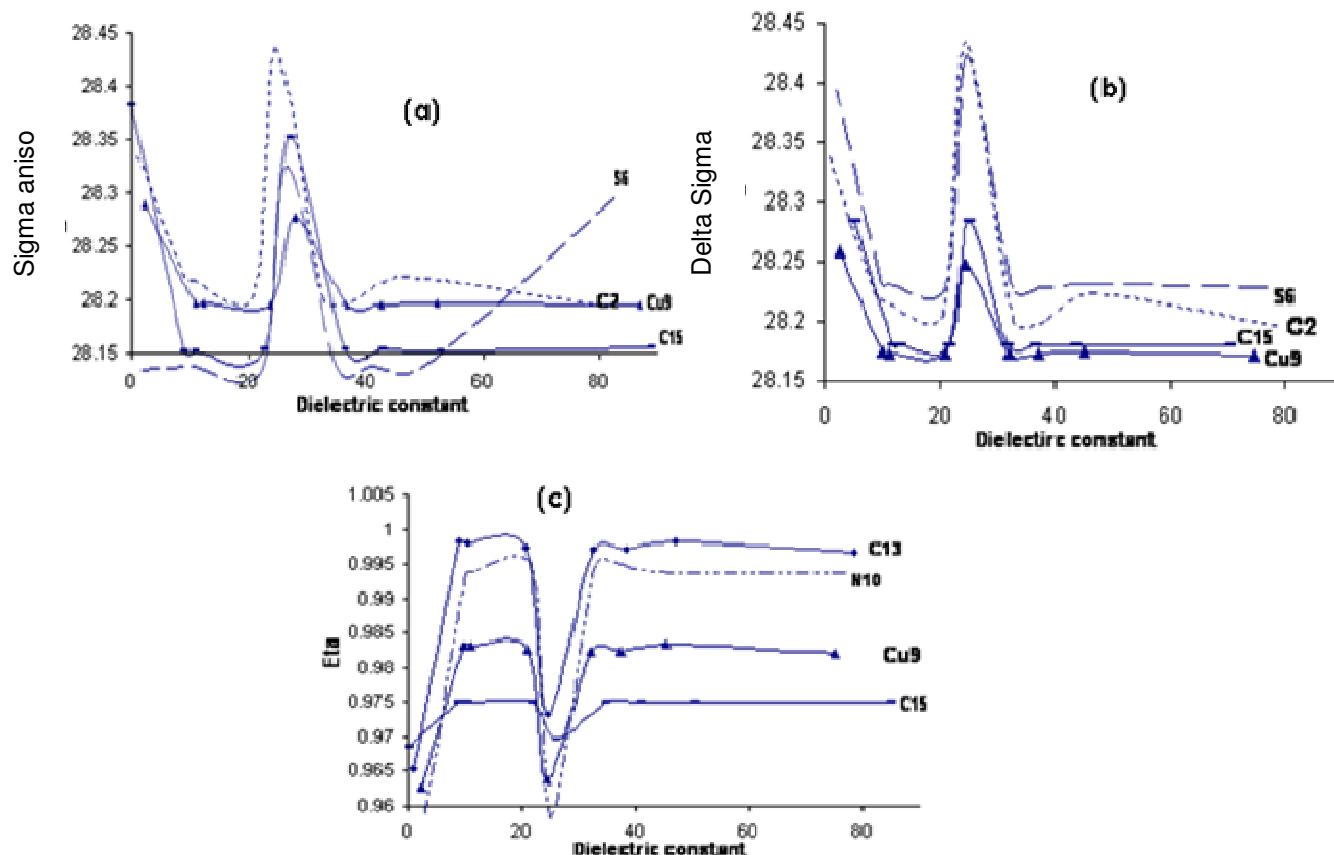 (a)
Sigma aniso
_
28.45
28.4
28.35
28.3
28.25
28.2
28.15
0
20
40
60
80
Dielectric constant
S6
C2
Cu9
C15
(b)
Delta Sigma
_
28.45
28.4
28.35
28.3
28.25
28.2
28.15
0
20
40
60
80
Dielectirc constant
S6
C2
C15
Cu9
(c)
Eta
1.005
1
0.995
0.99
0.985
0.98
0.975
0.97
0.965
0.96
0
20
40
60
80
Dielectric constant
C13
N10
Cu9
C15